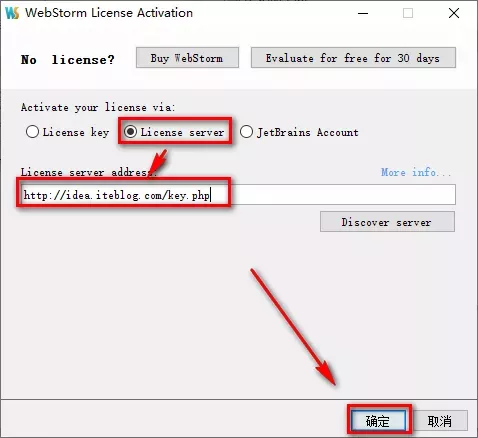 WebStorm License Activation
No license?
Buy WebStorm
Evaluate for free for 30 days
Activate your license via:
License key
License server
JetBrains Account
License server address:
More info...
http://idea.iteblog.com/key.php
Discover server
确定
取消